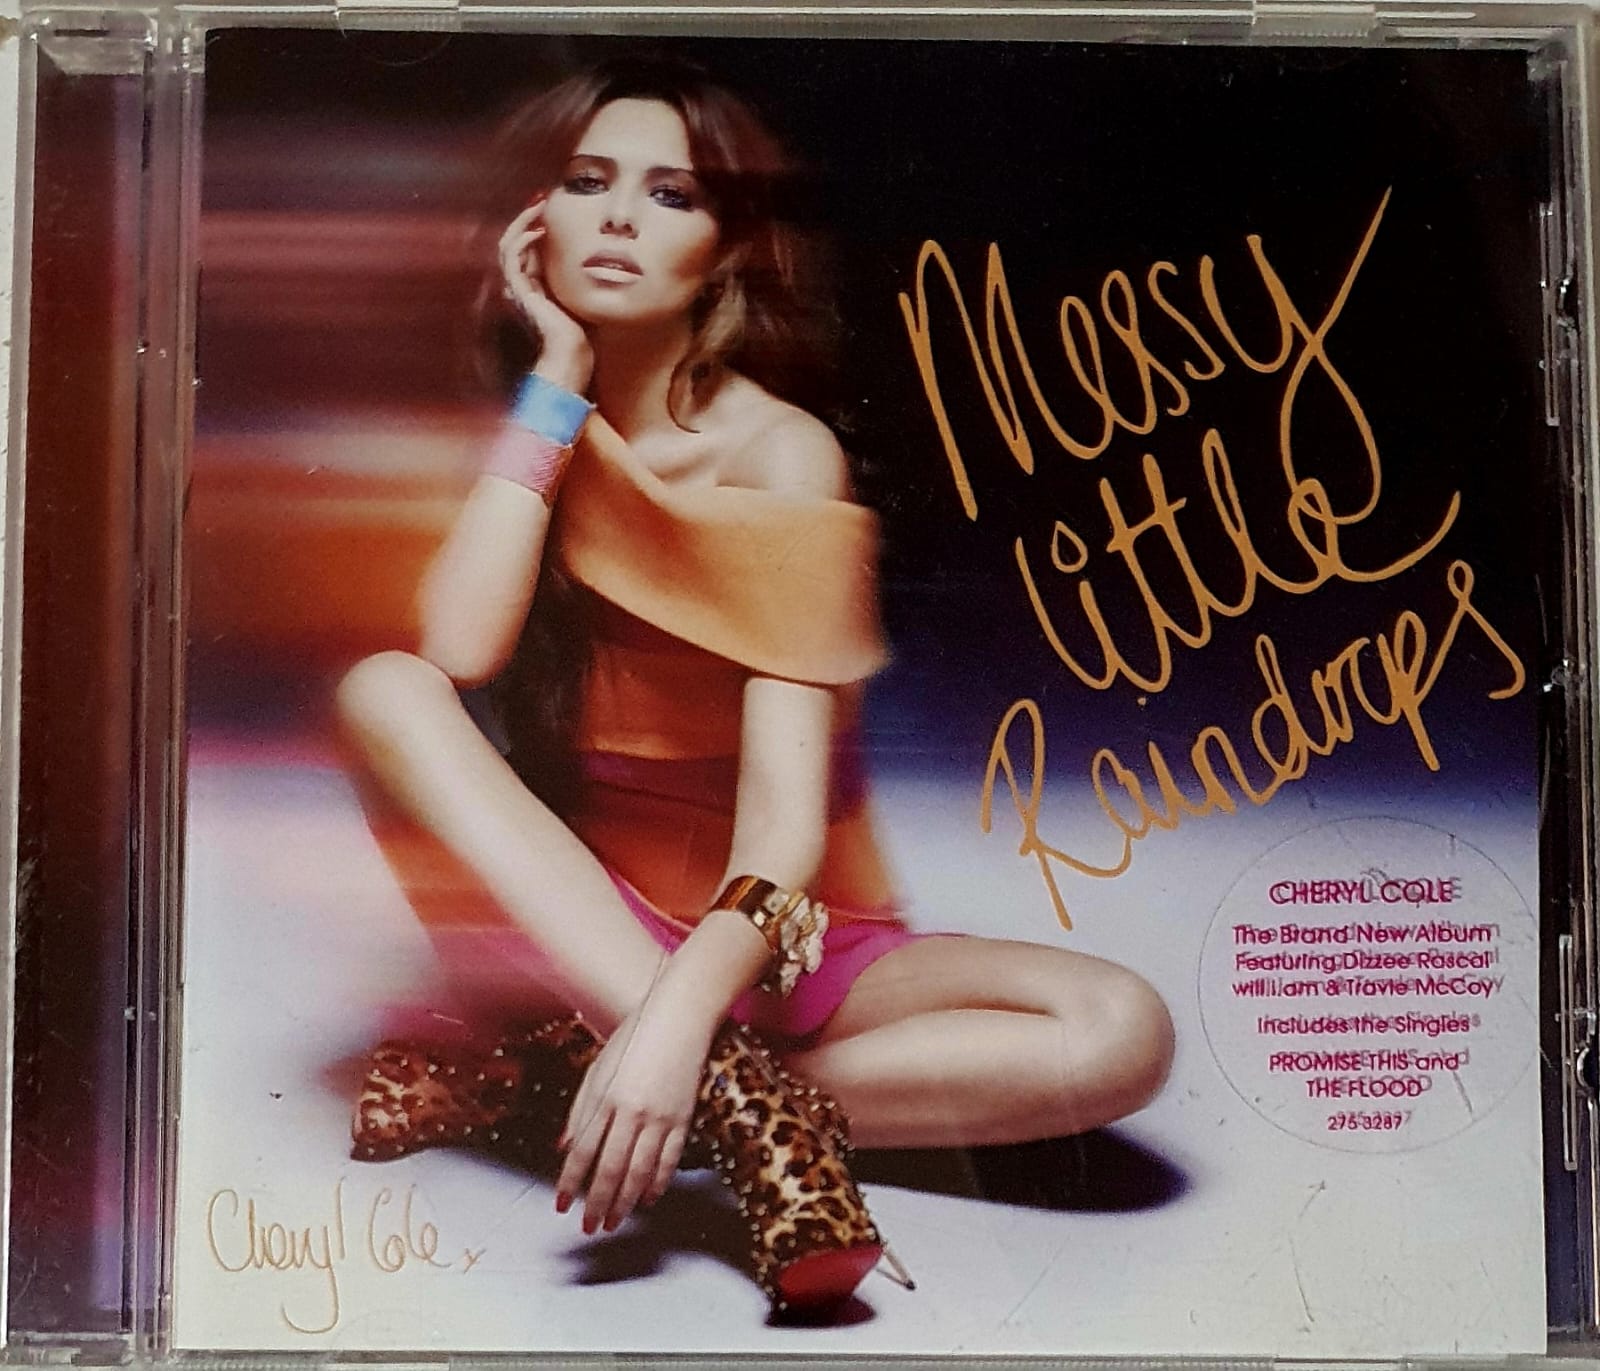 Messy
Little
Raindrops
CHERYL COLE
The Brand New Album
Featuring Dizzee Rascal
will.i.am & Travie McCoy
Includes the Singles
PROMISE THIS and
THE FLOOD
275 3287
Cheryl Cole x